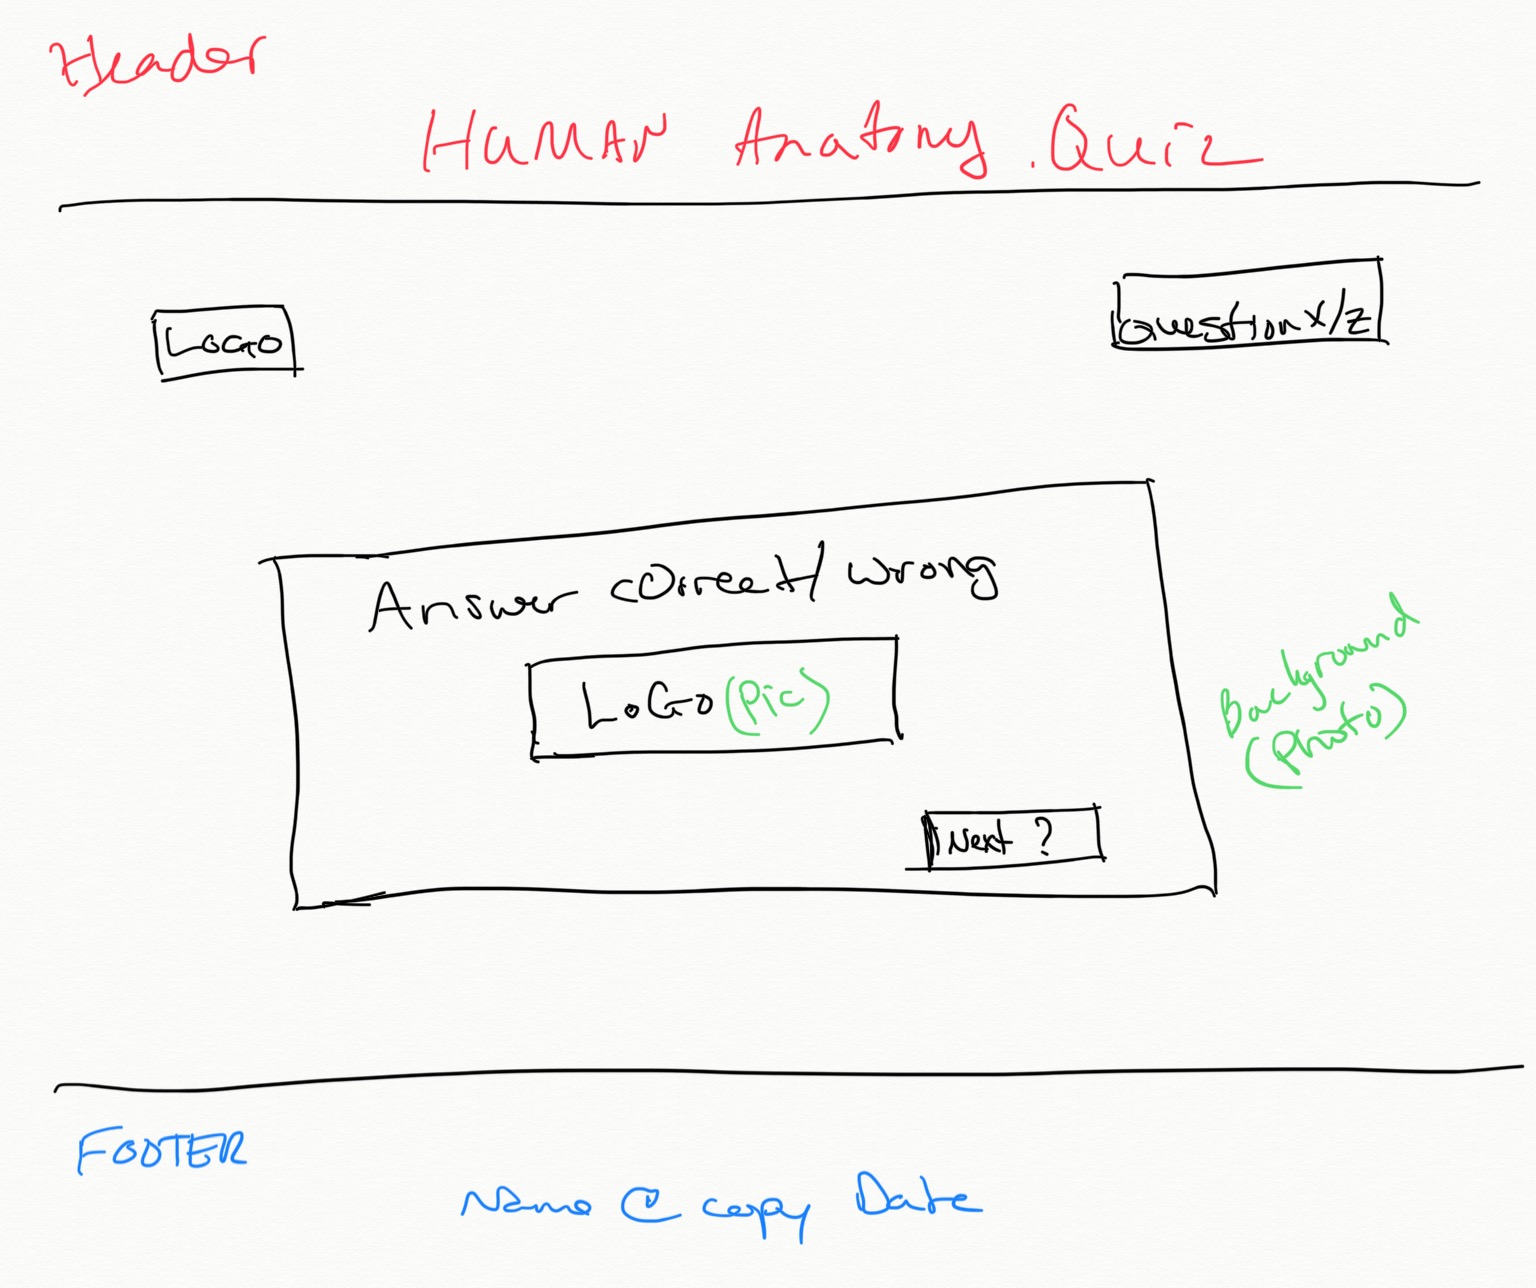 Header
HUMAN Anatomy . Quiz
LOGO
Question X/Z
Answer correct/wrong
LOGO (Pic)
Background
(photo)
Next ?
FOOTER
Name © copy Date